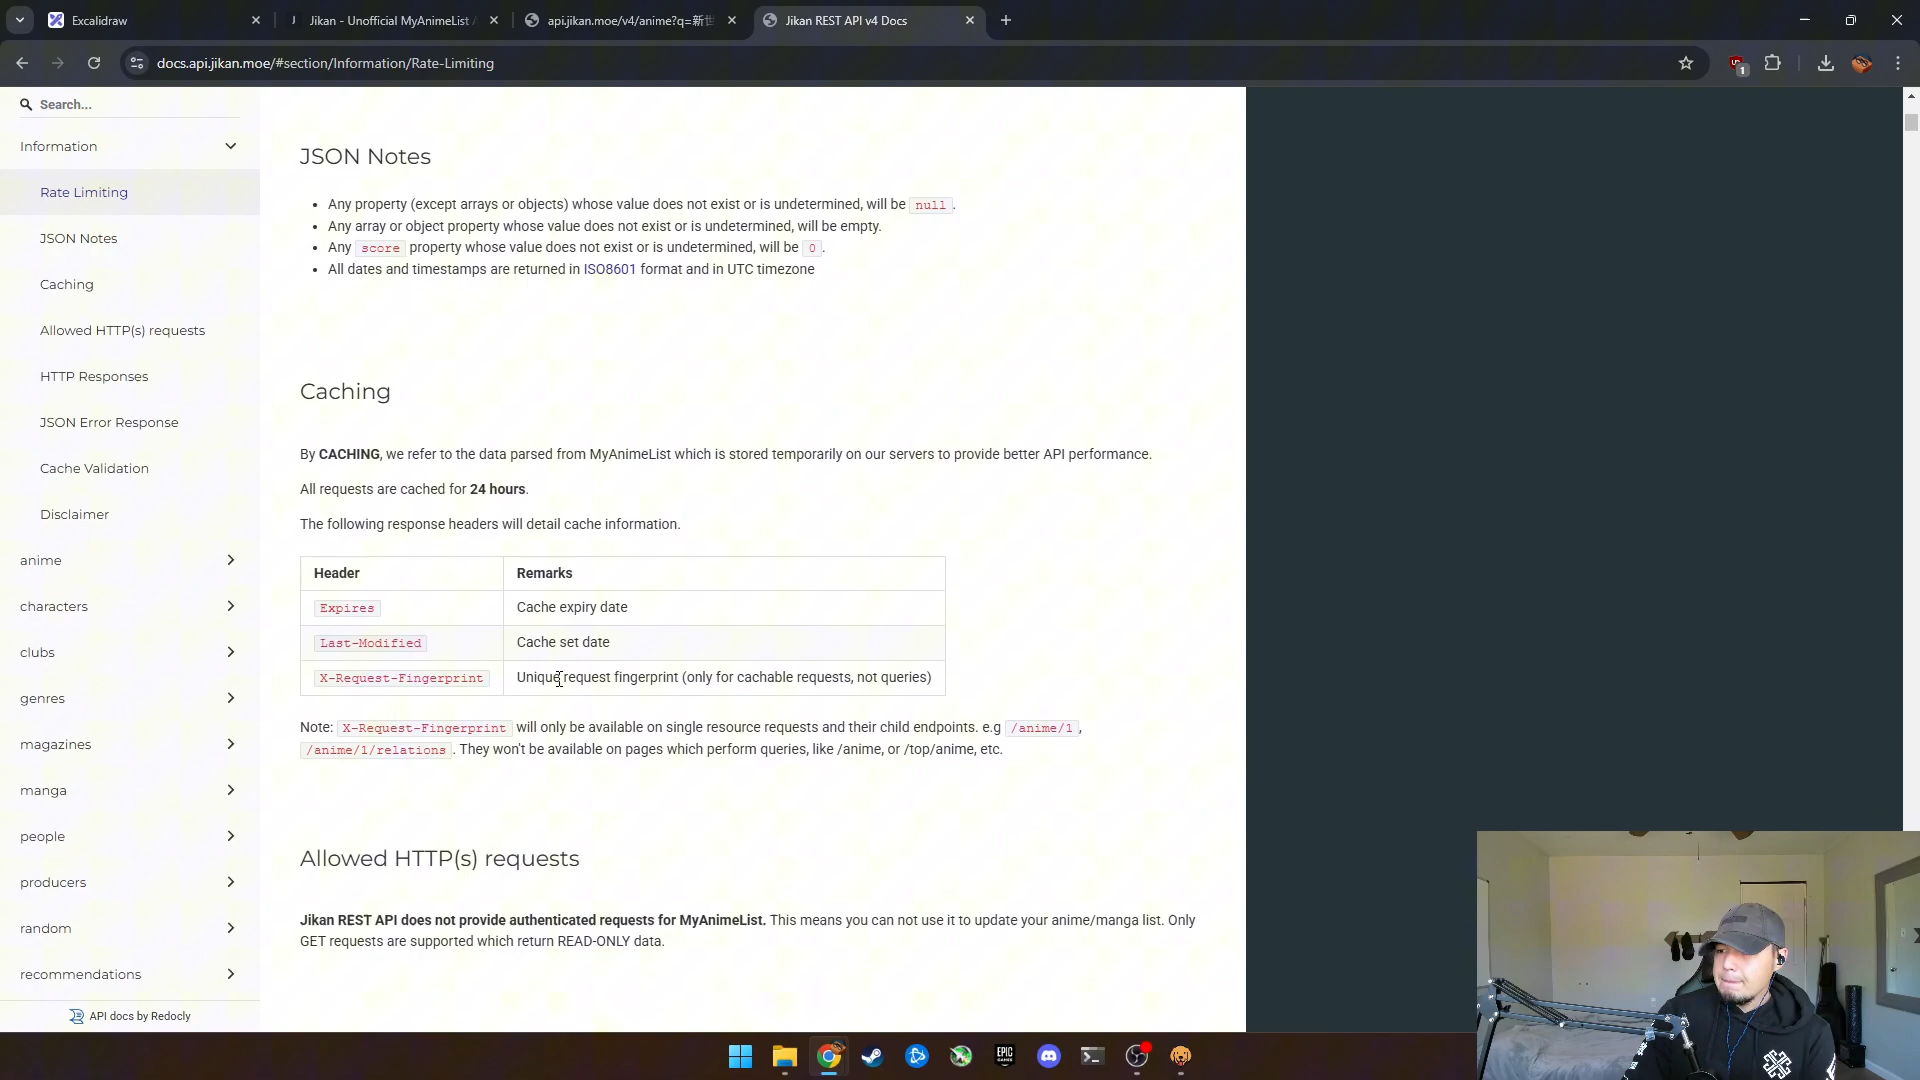 Excalidraw
Jikan - Unofficial MyAnimeList
api.jikan.moe/v4/anime?q=新世
Jikan REST API v4 Docs
docs.api.jikan.moe/#section/Information/Rate-Limiting
1
Search...
Information
Rate Limiting
JSON Notes
Caching
Allowed HTTP(s) requests
HTTP Responses
JSON Error Response
Cache Validation
Disclaimer
anime
characters
clubs
genres
magazines
manga
people
producers
random
recommendations
API docs by Redocly
JSON Notes
• Any property (except arrays or objects) whose value does not exist or is undetermined, will be null.
• Any array or object property whose value does not exist or is undetermined, will be empty.
• Any score property whose value does not exist or is undetermined, will be 0.
• All dates and timestamps are returned in ISO8601 format and in UTC timezone
Caching
By CACHING, we refer to the data parsed from MyAnimeList which is stored temporarily on our servers to provide better API performance.
All requests are cached for 24 hours.
The following response headers will detail cache information.
Header Remarks
Expires Cache expiry date
Last-Modified Cache set date
X-Request-Fingerprint Unique request fingerprint (only for cachable requests, not queries)
Note: X-Request-Fingerprint will only be available on single resource requests and their child endpoints. e.g /anime/1,
/anime/1/relations. They won't be available on pages which perform queries, like /anime, or /top/anime, etc.
Allowed HTTP(s) requests
Jikan REST API does not provide authenticated requests for MyAnimeList. This means you can not use it to update your anime/manga list. Only
GET requests are supported which return READ-ONLY data.
EPIC
GAMES